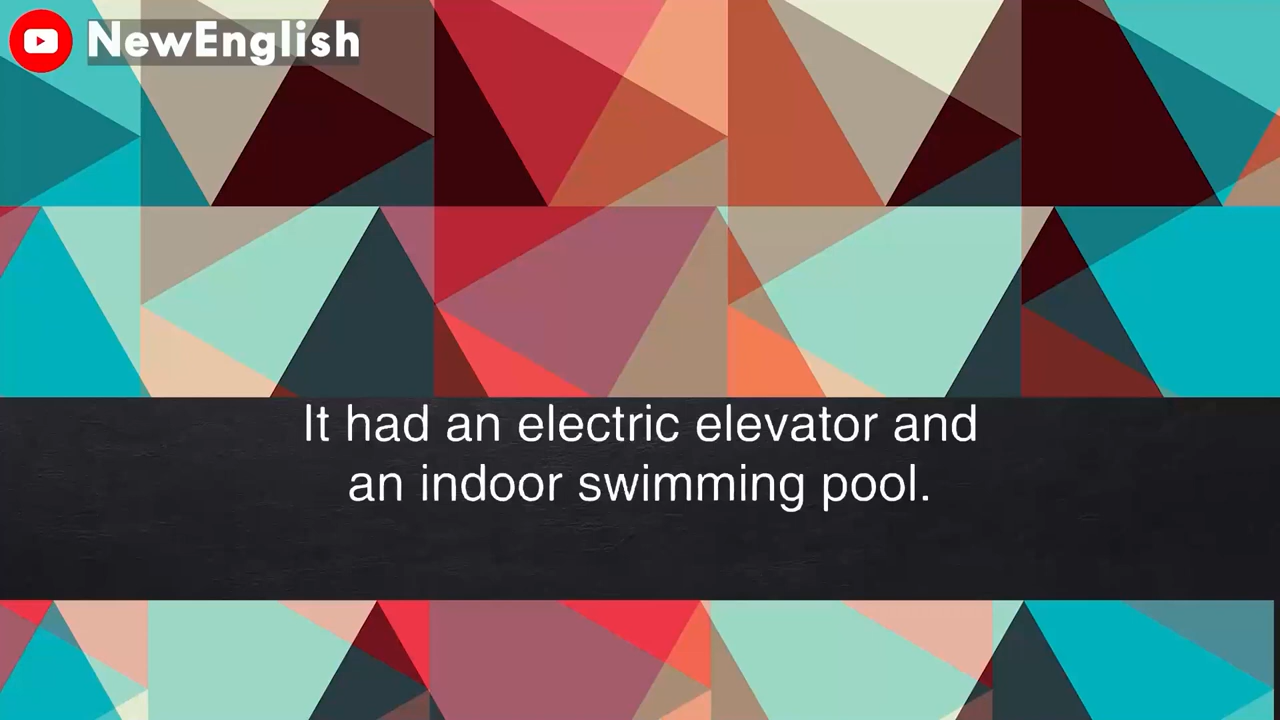 NewEnglish
It had an electric elevator and
an indoor swimming pool.